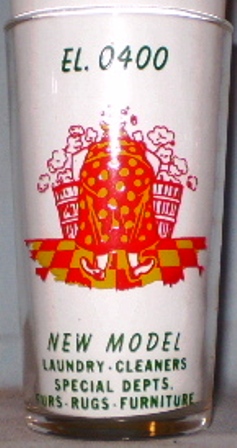 EL. 0400
NEW MODEL
LAUNDRY · CLEANERS
SPECIAL DEPTS.
FURS · RUGS · FURNITURE